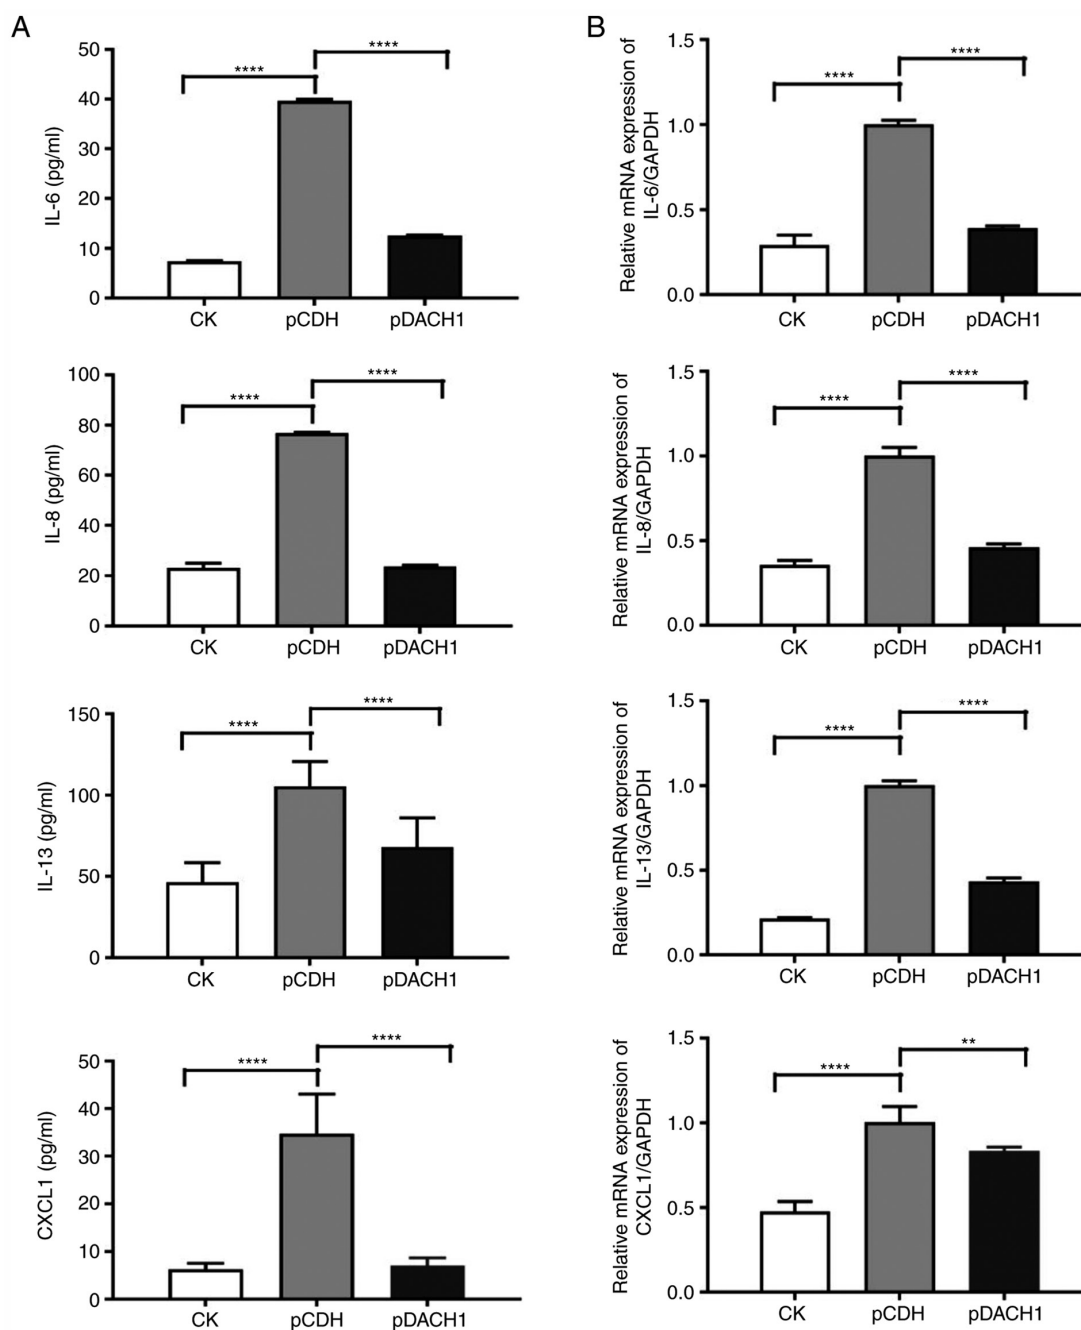 A
IL-6 (pg/ml)
50
40
30
20
10
0
****
****
CK
pCDH
pDACH1
B
Relative mRNA expression of
IL-6/GAPDH
1.5
1.0
0.5
0.0
****
****
CK
pCDH
pDACH1
IL-8 (pg/ml)
100
80
60
40
20
0
****
****
CK
pCDH
pDACH1
Relative mRNA expression of
IL-8/GAPDH
1.5
1.0
0.5
0.0
****
****
CK
pCDH
pDACH1
IL-13 (pg/ml)
150
100
50
0
****
****
CK
pCDH
pDACH1
Relative mRNA expression of
IL-13/GAPDH
1.5
1.0
0.5
0.0
****
****
CK
pCDH
pDACH1
CXCL1 (pg/ml)
50
40
30
20
10
0
****
****
CK
pCDH
pDACH1
Relative mRNA expression of
CXCL1/GAPDH
1.5
1.0
0.5
0.0
****
**
CK
pCDH
pDACH1